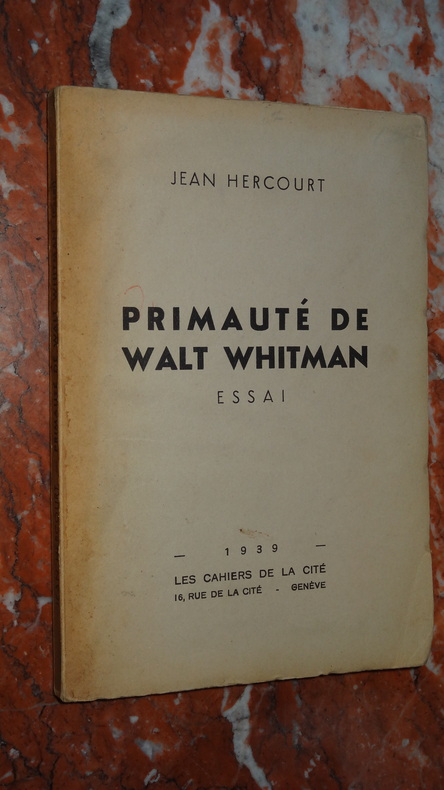 JEAN HERCOURT
PRIMAUTÉ DE
WALT WHITMAN
ESSAI
— 1939 —
LES CAHIERS DE LA CITÉ
16, RUE DE LA CITÉ - GENÈVE